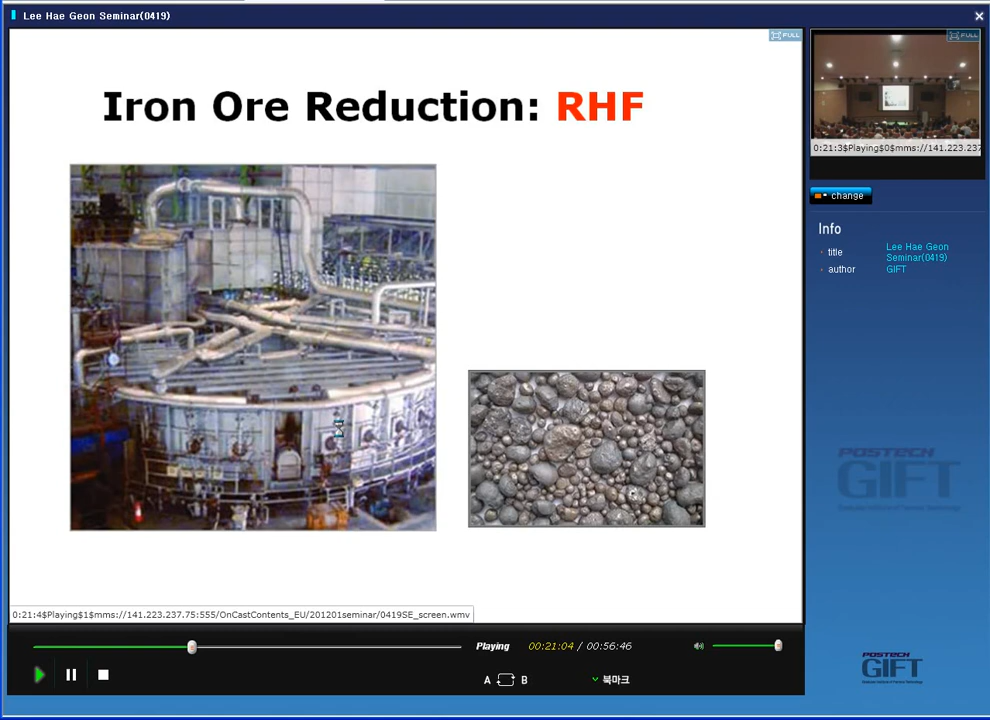 Lee Hae Geon Seminar(0419)
FULL
Iron Ore Reduction: RHF
FULL
0:21:3$Playing$0$mms://141.223.237
change
Info
title
Lee Hae Geon
Seminar(0419)
author
GIFT
POSTECH
GIFT
0:21:4$Playing$1$mms://141.223.237.75:555/OnCastContents_EU/201201seminar/0419SE_screen.wmv
Playing 00:21:04 / 00:56:46
A B
북마크
POSTECH
GIFT